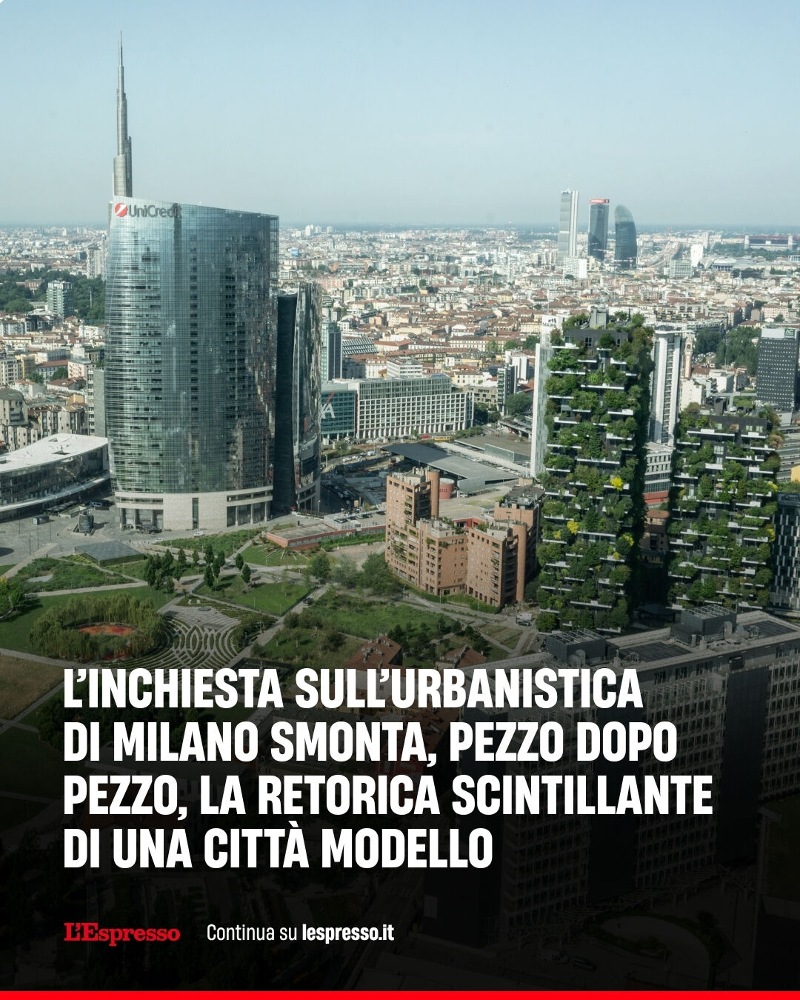 UniCredit
AXA
L'INCHIESTA SULL'URBANISTICA
DI MILANO SMONTA, PEZZO DOPO
PEZZO, LA RETORICA SCINTILLANTE
DI UNA CITTÀ MODELLO
L'Espresso
Continua su lespresso.it